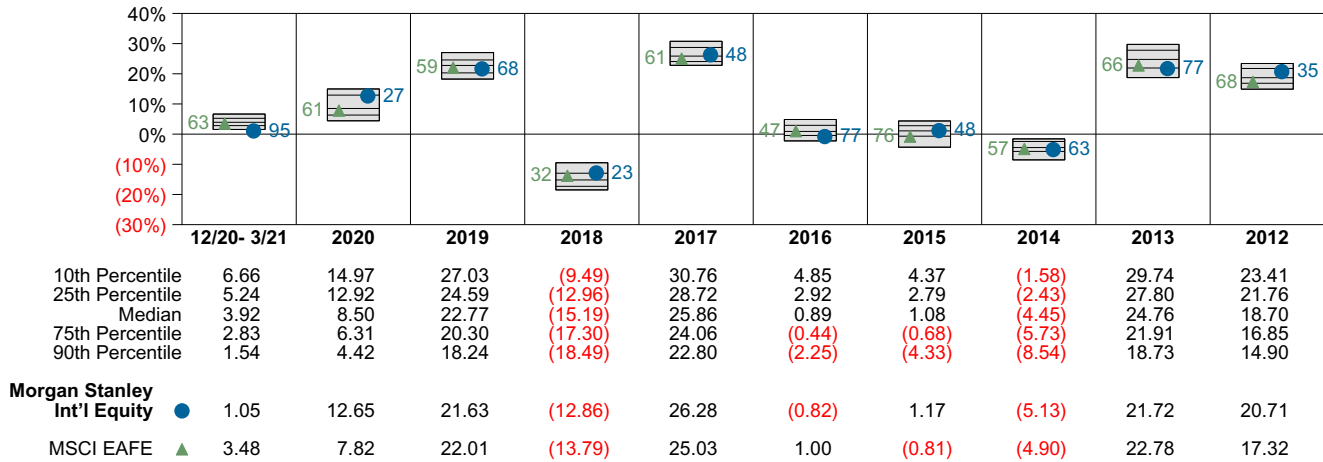 40%
30%
20%
10%
0%
(10%)
(20%)
(30%)
63 95
61 27
59 68
32 23
61 48
47 77
76 48
57 63
66 77
68 35
12/20- 3/21 2020 2019 2018 2017 2016 2015 2014 2013 2012
10th Percentile 6.66 14.97 27.03 (9.49) 30.76 4.85 4.37 (1.58) 29.74 23.41
25th Percentile 5.24 12.92 24.59 (12.96) 28.72 2.92 2.79 (2.43) 27.80 21.76
Median 3.92 8.50 22.77 (15.19) 25.86 0.89 1.08 (4.45) 24.76 18.70
75th Percentile 2.83 6.31 20.30 (17.30) 24.06 (0.44) (0.68) (5.73) 21.91 16.85
90th Percentile 1.54 4.42 18.24 (18.49) 22.80 (2.25) (4.33) (8.54) 18.73 14.90
Morgan Stanley
Int'l Equity 1.05 12.65 21.63 (12.86) 26.28 (0.82) 1.17 (5.13) 21.72 20.71
MSCI EAFE 3.48 7.82 22.01 (13.79) 25.03 1.00 (0.81) (4.90) 22.78 17.32